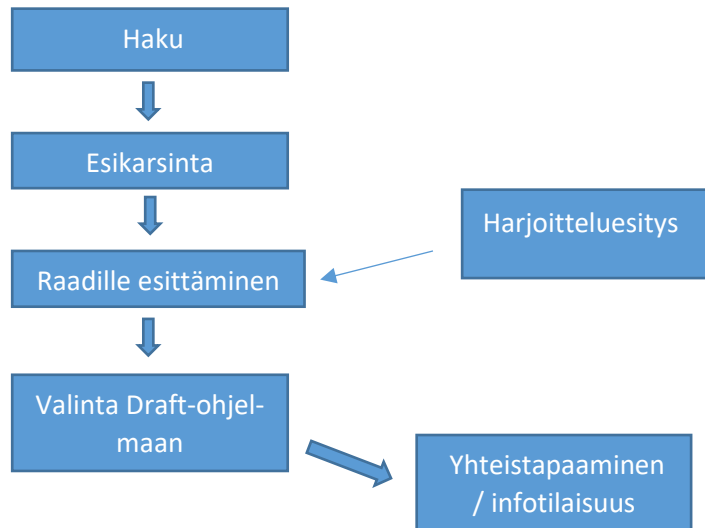 Haku
Esikarsinta
Harjoitteluesitys
Raadille esittäminen
Valinta Draft-ohjel-
maan
Yhteistapaaminen
/ infotilaisuus